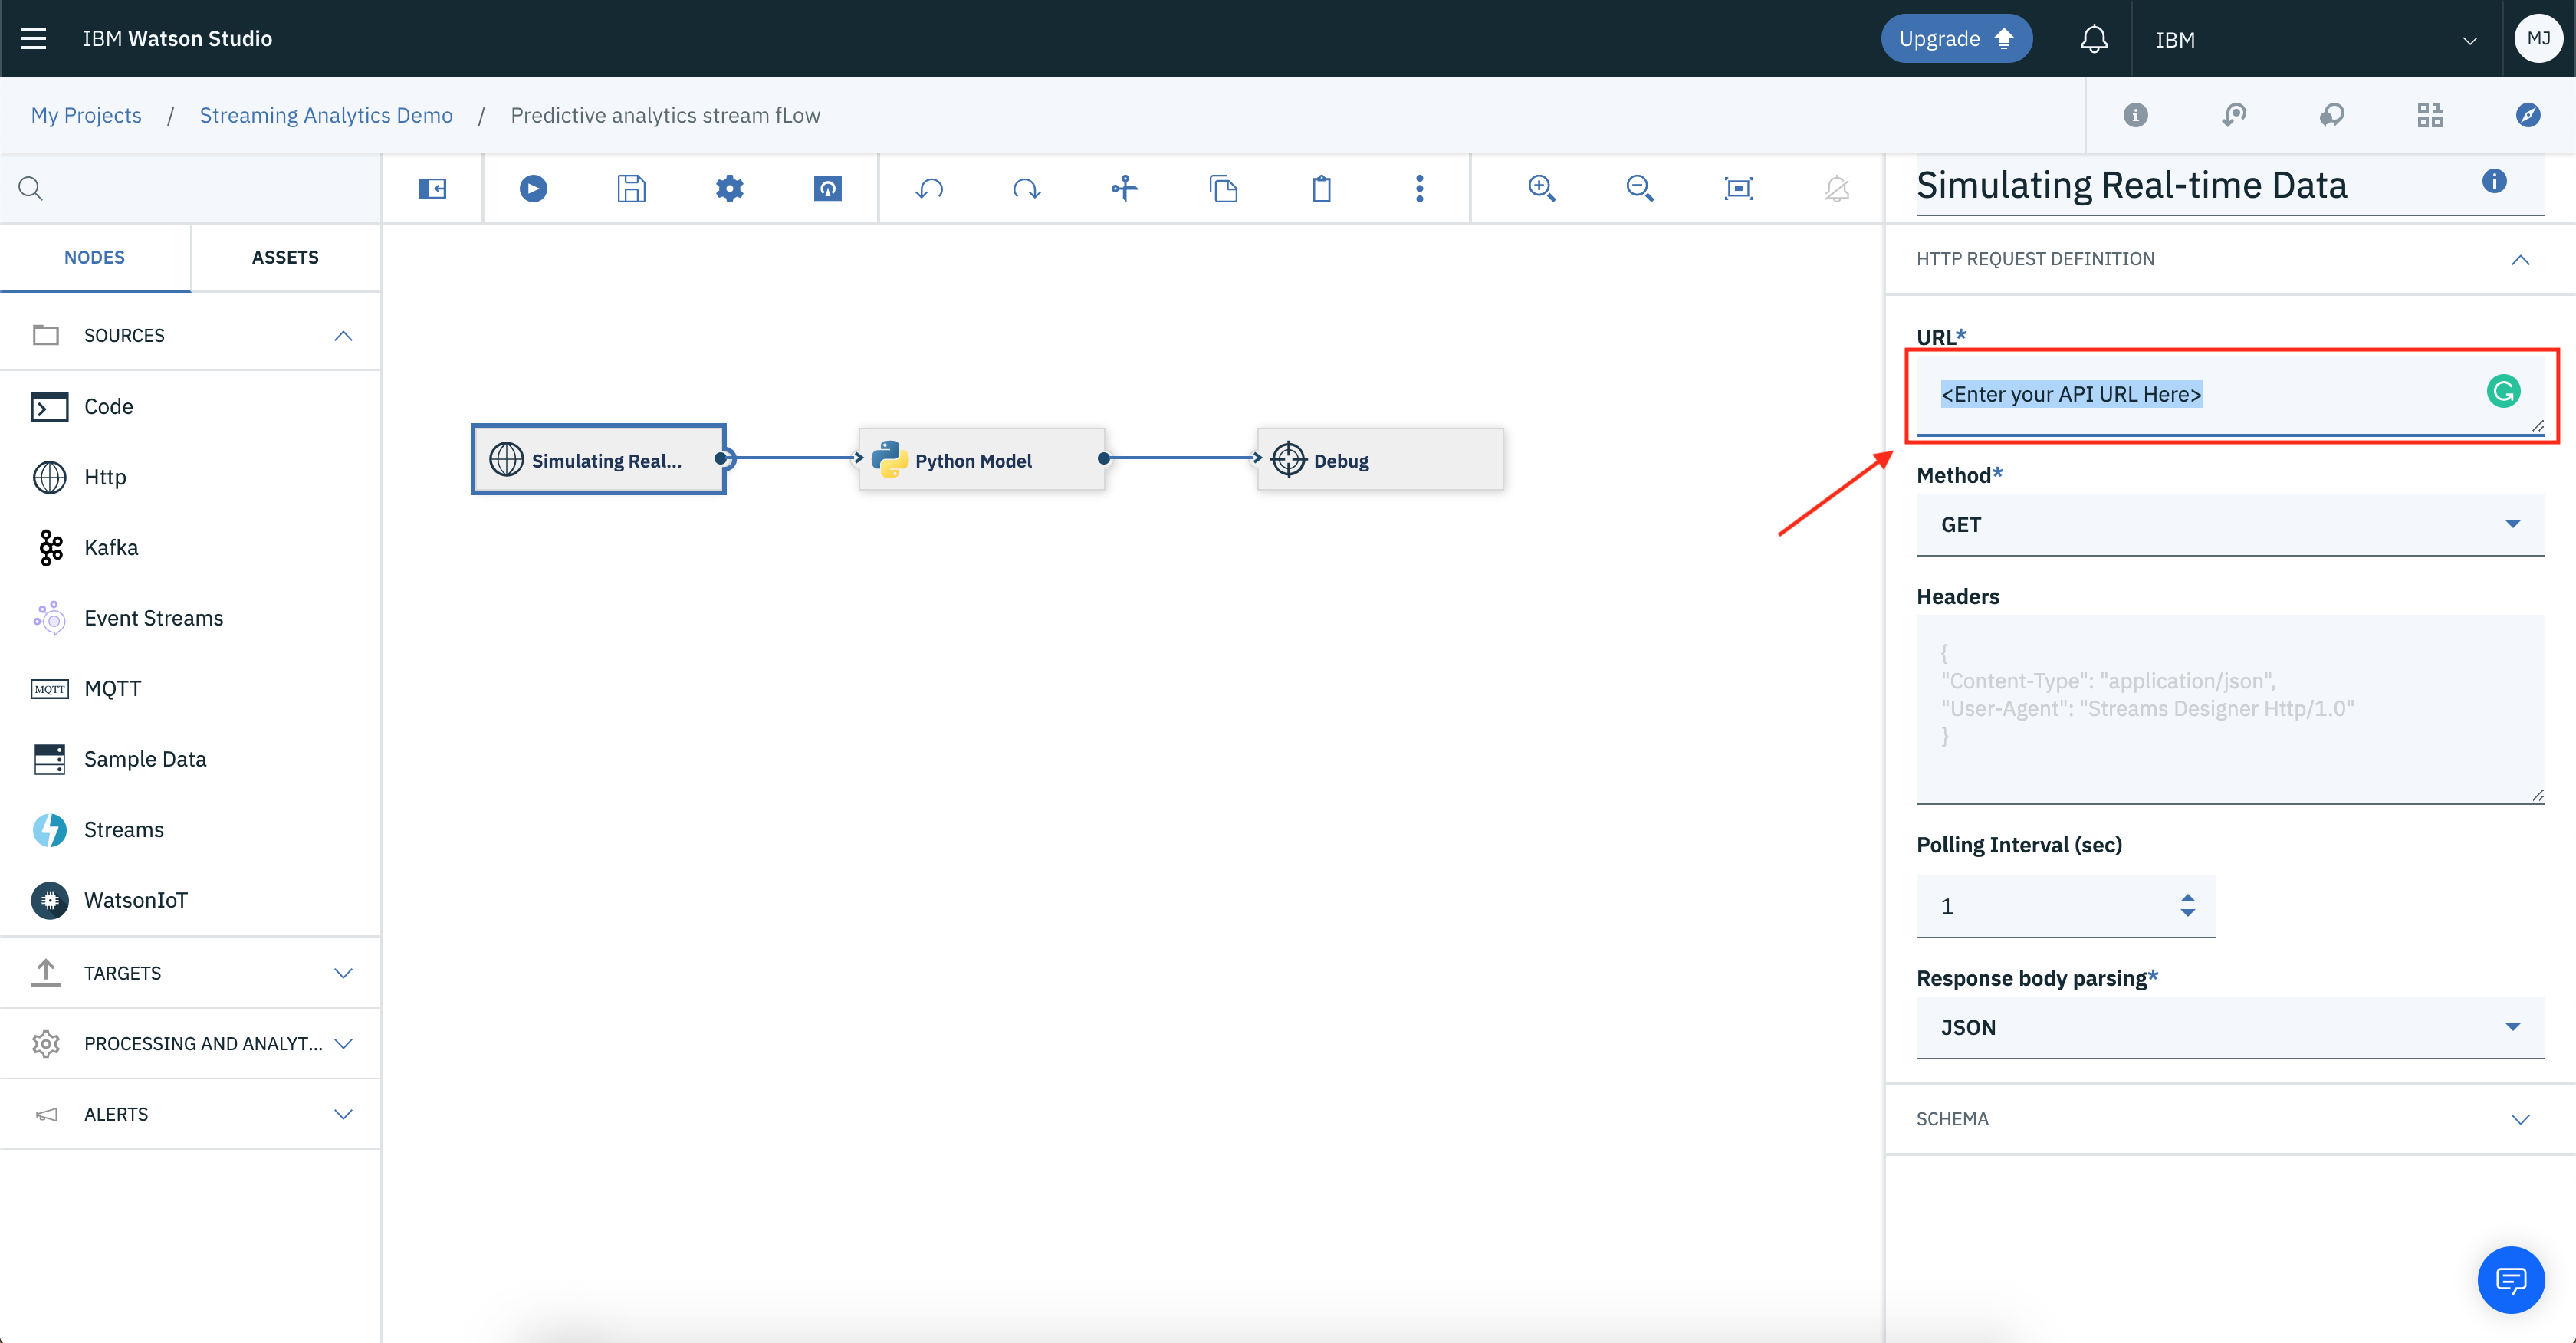 IBM Watson Studio
Upgrade
IBM
MJ
My Projects / Streaming Analytics Demo / Predictive analytics stream fLow
NODES
ASSETS
SOURCES
Code
Http
Kafka
Event Streams
MQTT
MQTT
Sample Data
Streams
WatsonIoT
TARGETS
PROCESSING AND ANALYT...
ALERTS
Simulating Real...
Python Model
Debug
Simulating Real-time Data
HTTP REQUEST DEFINITION
URL*
<Enter your API URL Here>
Method*
GET
Headers
{
"Content-Type": "application/json",
"User-Agent": "Streams Designer Http/1.0"
}
Polling Interval (sec)
1
Response body parsing*
JSON
SCHEMA